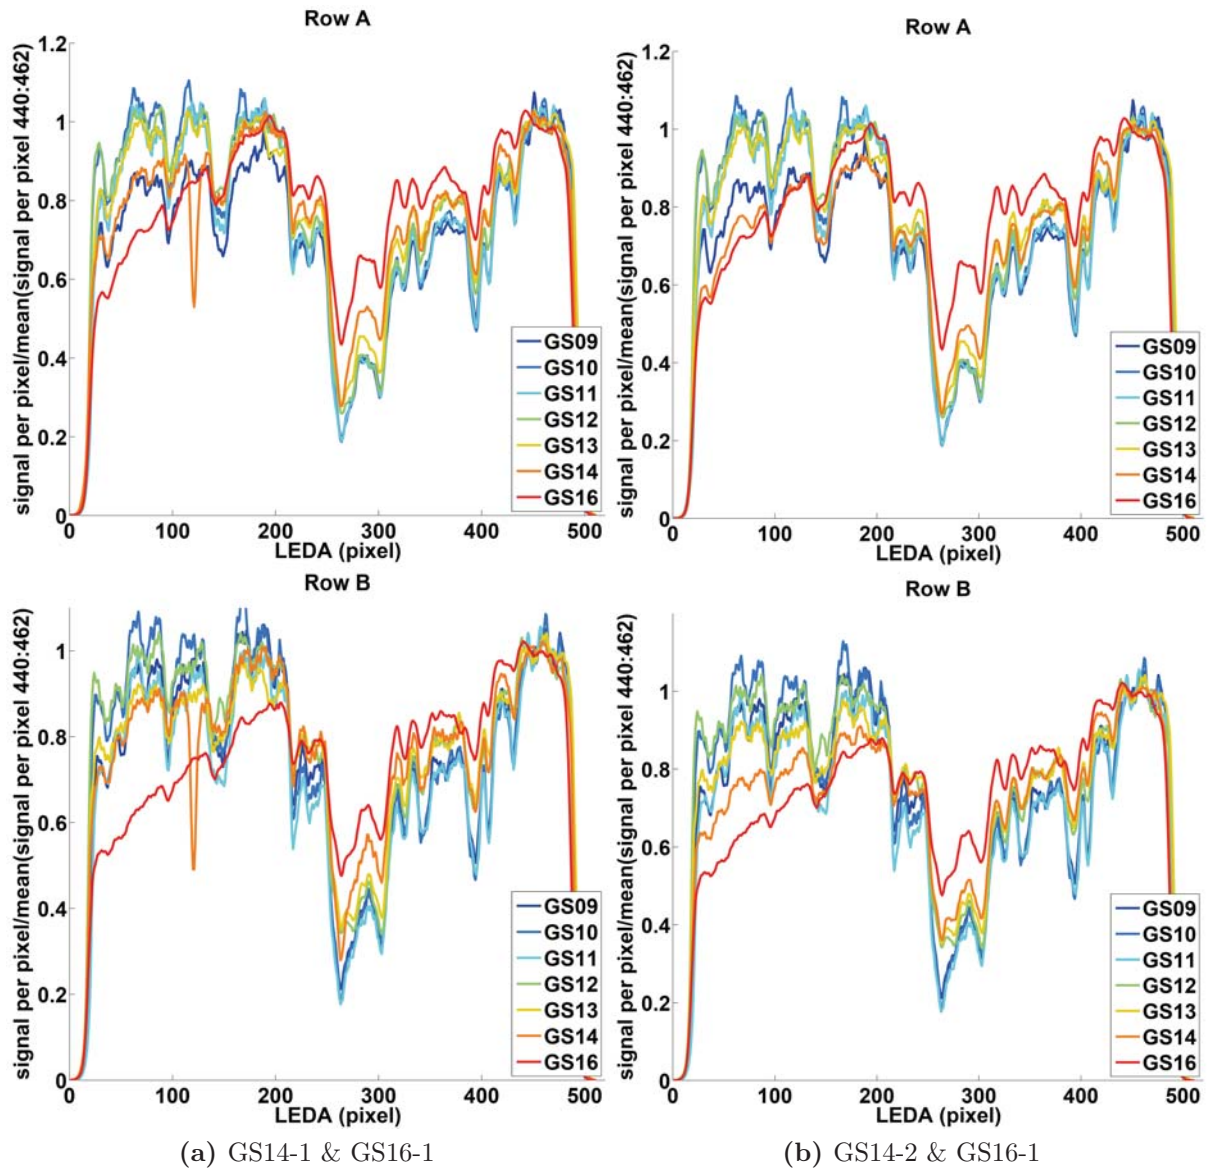 Row A
signal per pixel/mean(signal per pixel 440:462)
1.2
1
0.8
0.6
0.4
0.2
0
0 100 200 300 400 500
LEDA (pixel)
GS09
GS10
GS11
GS12
GS13
GS14
GS16
Row A
signal per pixel/mean(signal per pixel 440:462)
1.2
1
0.8
0.6
0.4
0.2
0
0 100 200 300 400 500
LEDA (pixel)
GS09
GS10
GS11
GS12
GS13
GS14
GS16
Row B
signal per pixel/mean(signal per pixel 440:462)
1
0.8
0.6
0.4
0.2
0
0 100 200 300 400 500
LEDA (pixel)
GS09
GS10
GS11
GS12
GS13
GS14
GS16
(a) GS14-1 & GS16-1
Row B
signal per pixel/mean(signal per pixel 440:462)
1
0.8
0.6
0.4
0.2
0
0 100 200 300 400 500
LEDA (pixel)
GS09
GS10
GS11
GS12
GS13
GS14
GS16
(b) GS14-2 & GS16-1